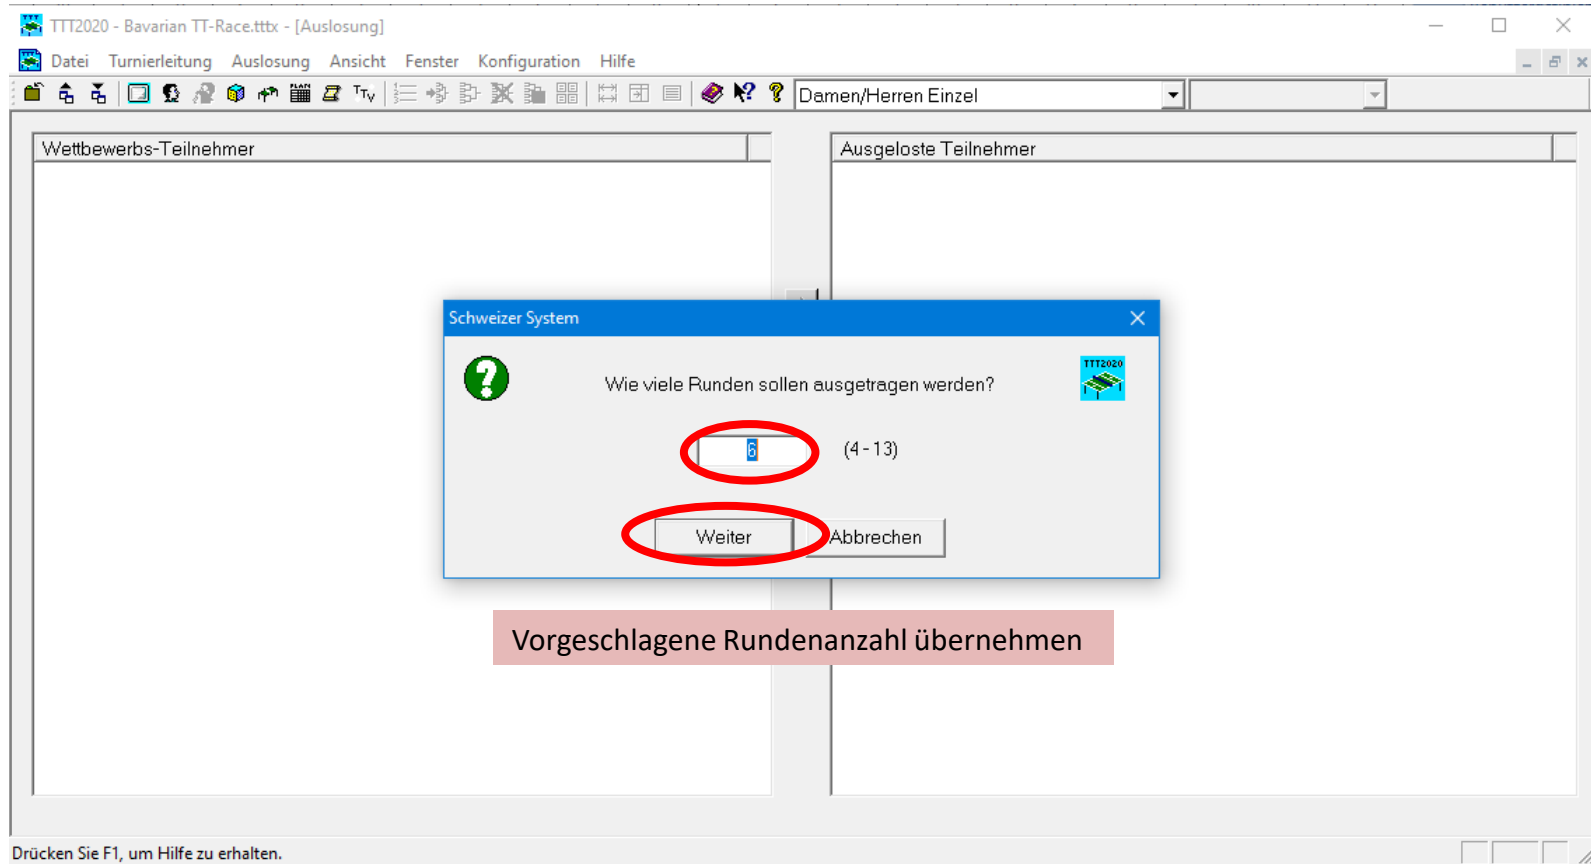 TTT2020 - Bavarian TT-Race.tttx - [Auslosung]
Datei Turnierleitung Auslosung Ansicht Fenster Konfiguration Hilfe
PLAN
TTV
Damen/Herren Einzel
Wettbewerbs-Teilnehmer
Ausgeloste Teilnehmer
Schweizer System
TTT2020
Wie viele Runden sollen ausgetragen werden?
6 (4 - 13)
Weiter Abbrechen
Vorgeschlagene Rundenanzahl übernehmen
Drücken Sie F1, um Hilfe zu erhalten.